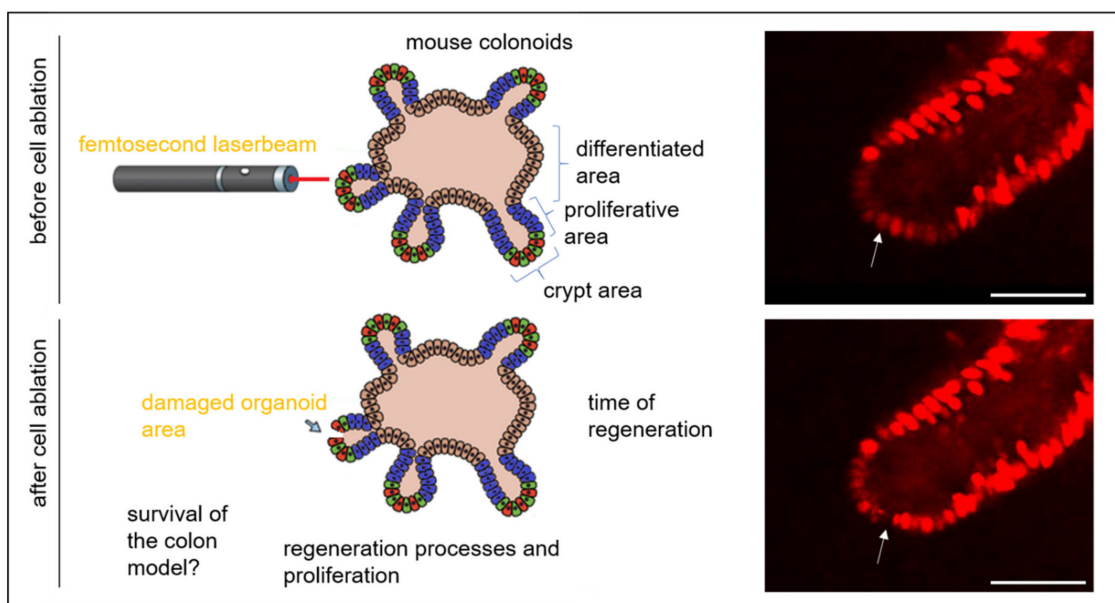 before cell ablation
mouse colonoids
femtosecond laserbeam
differentiated
area
proliferative
area
crypt area
after cell ablation
damaged organoid
area
time of
regeneration
survival of
the colon
model?
regeneration processes and
proliferation